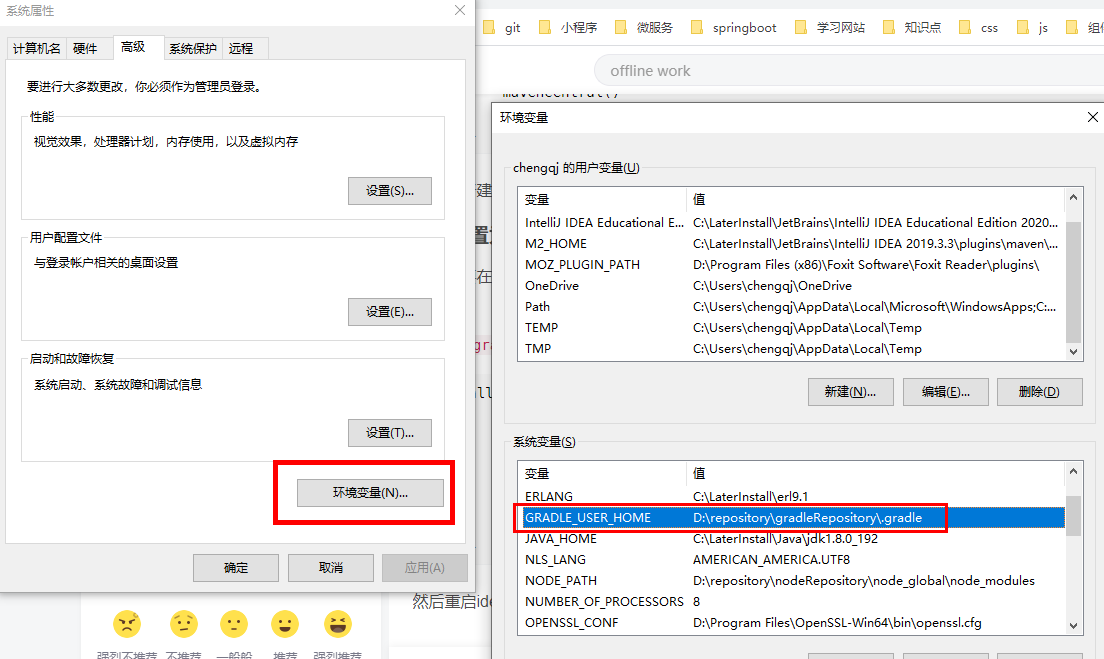 系统属性
计算机名 硬件 高级 系统保护 远程
要进行大多数更改，你必须作为管理员登录。
性能
视觉效果，处理器计划，内存使用，以及虚拟内存
设置(S)...
用户配置文件
与登录帐户相关的桌面设置
设置(E)...
启动和故障恢复
系统启动、系统故障和调试信息
设置(T)...
环境变量(N)...
确定 取消 应用(A)
强烈不推荐 不推荐 一般般 推荐 强烈推荐
git 小程序 微服务 springboot 学习网站 知识点 css js 组件
offline work
mavenCentral()
建
置
在
gra
all
然后重启ide
环境变量
chengqj 的用户变量(U)
变量 值
IntelliJ IDEA Educational E... C:\LaterInstall\JetBrains\IntelliJ IDEA Educational Edition 2020...
M2_HOME C:\LaterInstall\JetBrains\IntelliJ IDEA 2019.3.3\plugins\maven\...
MOZ_PLUGIN_PATH D:\Program Files (x86)\Foxit Software\Foxit Reader\plugins\
OneDrive C:\Users\chengqj\OneDrive
Path C:\Users\chengqj\AppData\Local\Microsoft\WindowsApps;C:...
TEMP C:\Users\chengqj\AppData\Local\Temp
TMP C:\Users\chengqj\AppData\Local\Temp
新建(N)... 编辑(E)... 删除(D)
系统变量(S)
变量 值
ERLANG C:\LaterInstall\erl9.1
GRADLE_USER_HOME D:\repository\gradleRepository\.gradle
JAVA_HOME C:\LaterInstall\Java\jdk1.8.0_192
NLS_LANG AMERICAN_AMERICA.UTF8
NODE_PATH D:\repository\nodeRepository\node_global\node_modules
NUMBER_OF_PROCESSORS 8
OPENSSL_CONF D:\Program Files\OpenSSL-Win64\bin\openssl.cfg